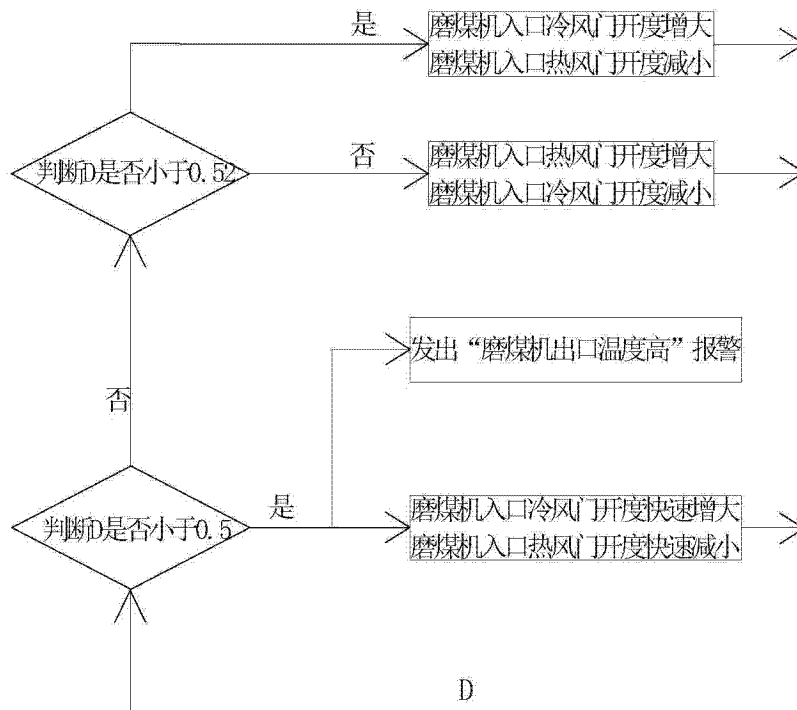 是
磨煤机入口冷风门开度增大
磨煤机入口热风门开度减小
判断D是否小于0.52
否
磨煤机入口热风门开度增大
磨煤机入口冷风门开度减小
发出“磨煤机出口温度高”报警
否
判断D是否小于0.5
是
磨煤机入口冷风门开度快速增大
磨煤机入口热风门开度快速减小
D